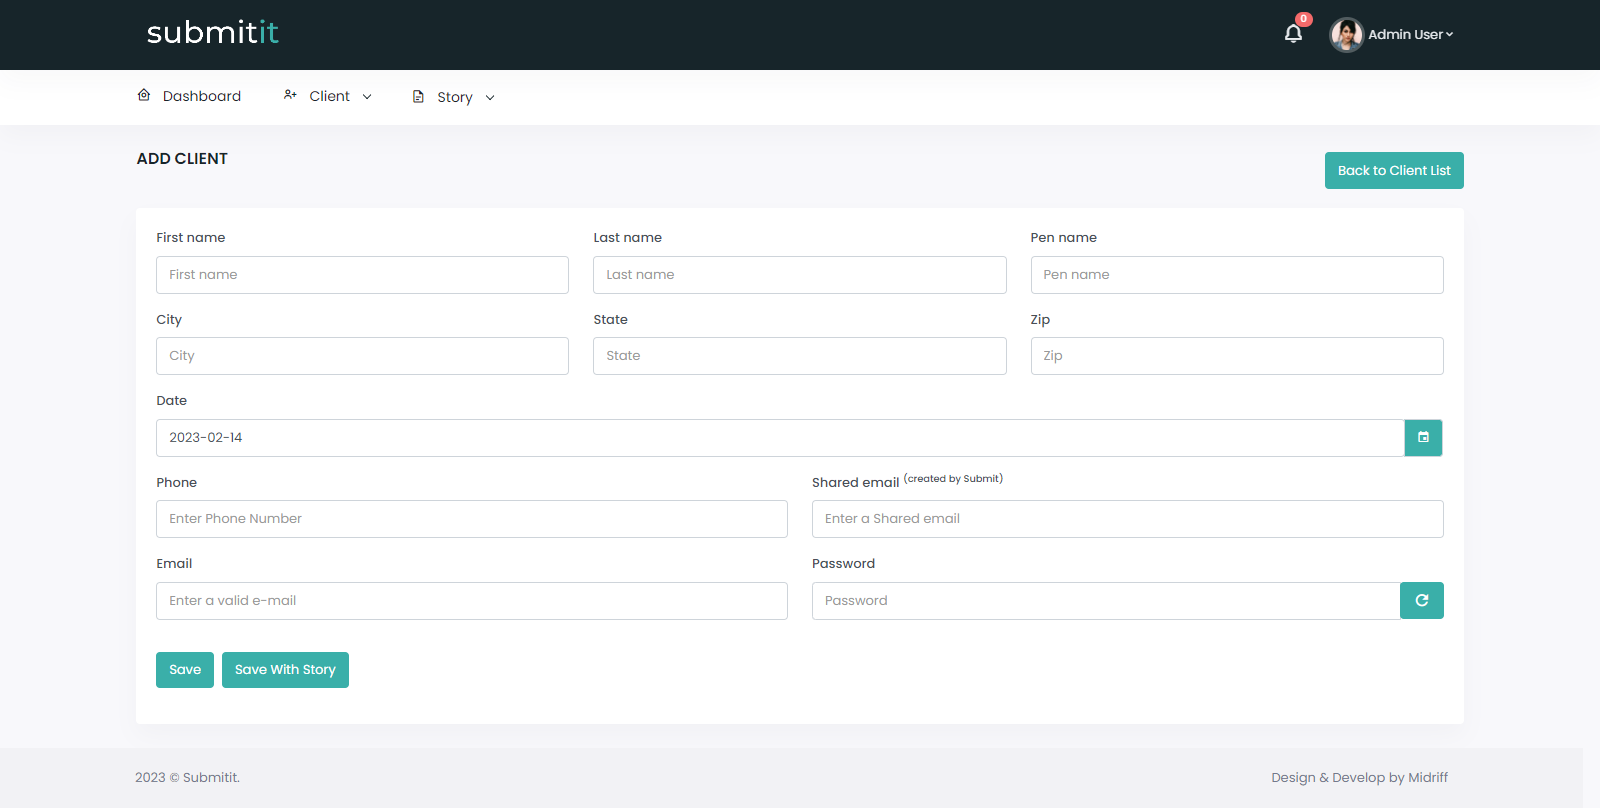 submitit
0
Admin User
Dashboard
Client
Story
ADD CLIENT
Back to Client List
First name
Last name
Pen name
First name
Last name
Pen name
City
State
Zip
City
State
Zip
Date
2023-02-14
Phone
Shared email (created by Submit)
Enter Phone Number
Enter a Shared email
Email
Password
Enter a valid e-mail
Password
Save
Save With Story
2023 © Submitit.
Design & Develop by Midriff